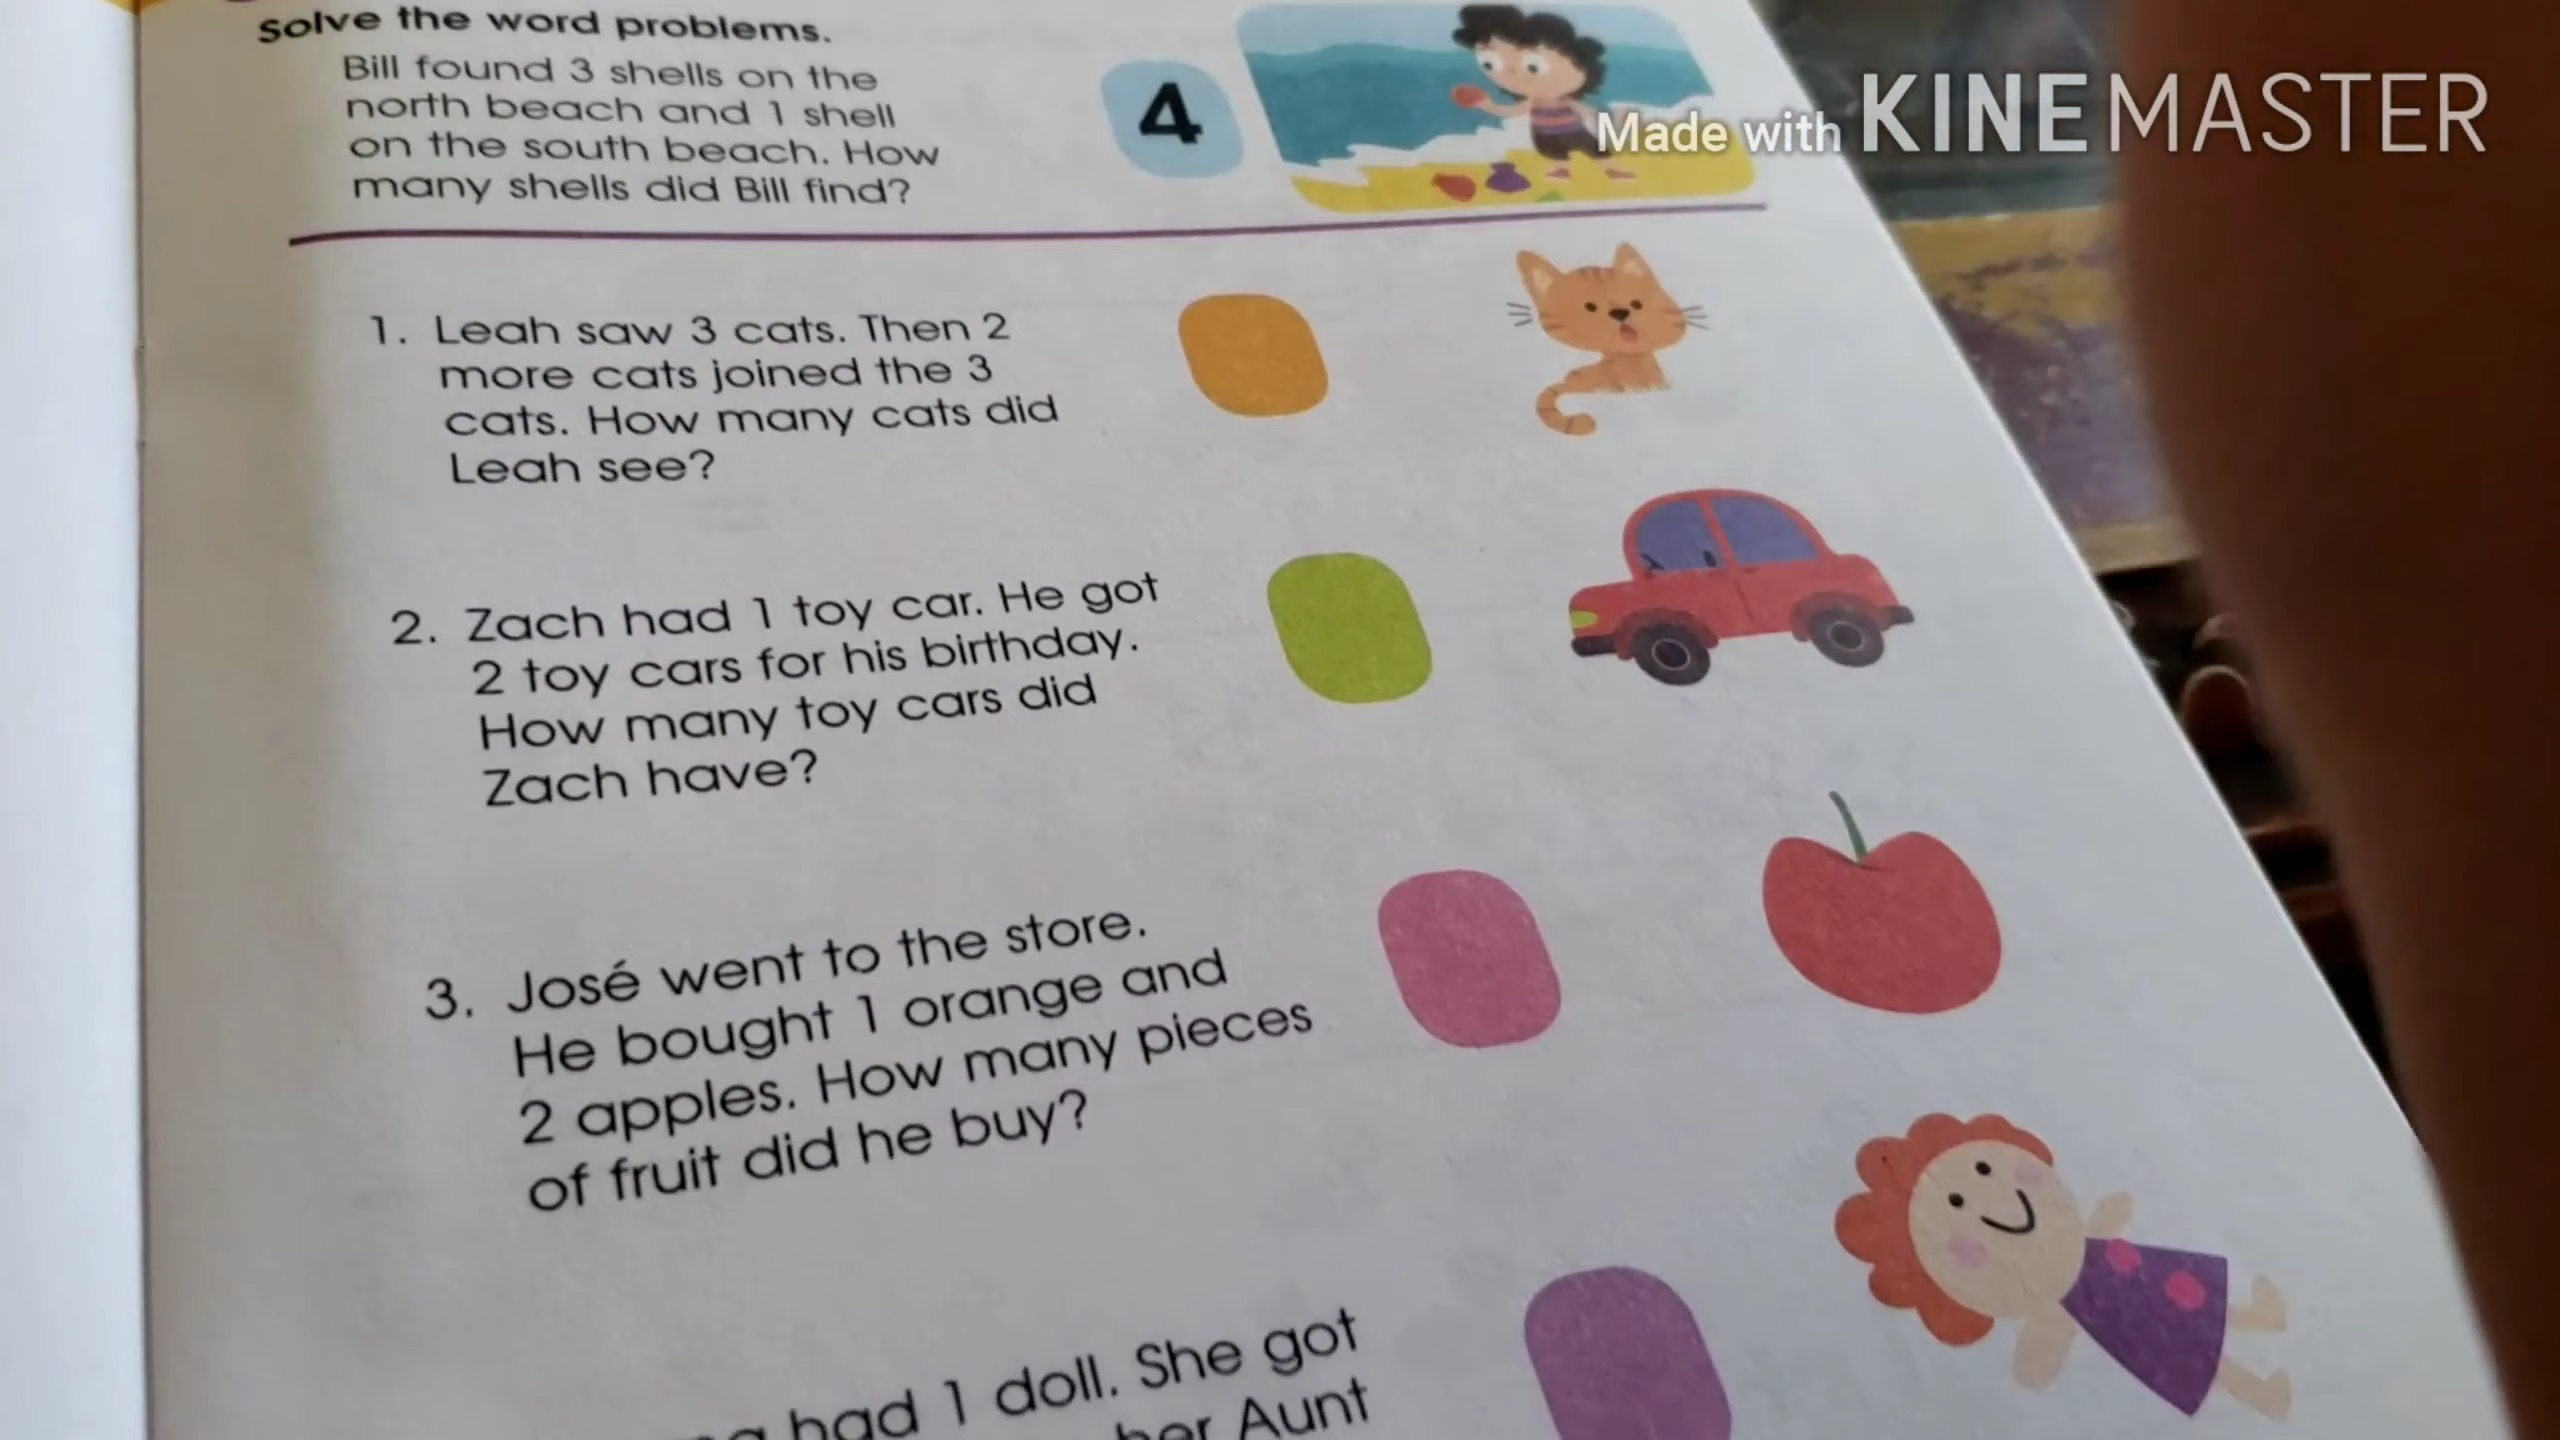 Solve the word problems.
Bill found 3 shells on the
north beach and 1 shell
on the south beach. How
many shells did Bill find?
4
Made with KINEMASTER
1. Leah saw 3 cats. Then 2
more cats joined the 3
cats. How many cats did
Leah see?
2. Zach had 1 toy car. He got
2 toy cars for his birthday.
How many toy cars did
Zach have?
3. José went to the store.
He bought 1 orange and
2 apples. How many pieces
of fruit did he buy?
had 1 doll. She got
her Aunt